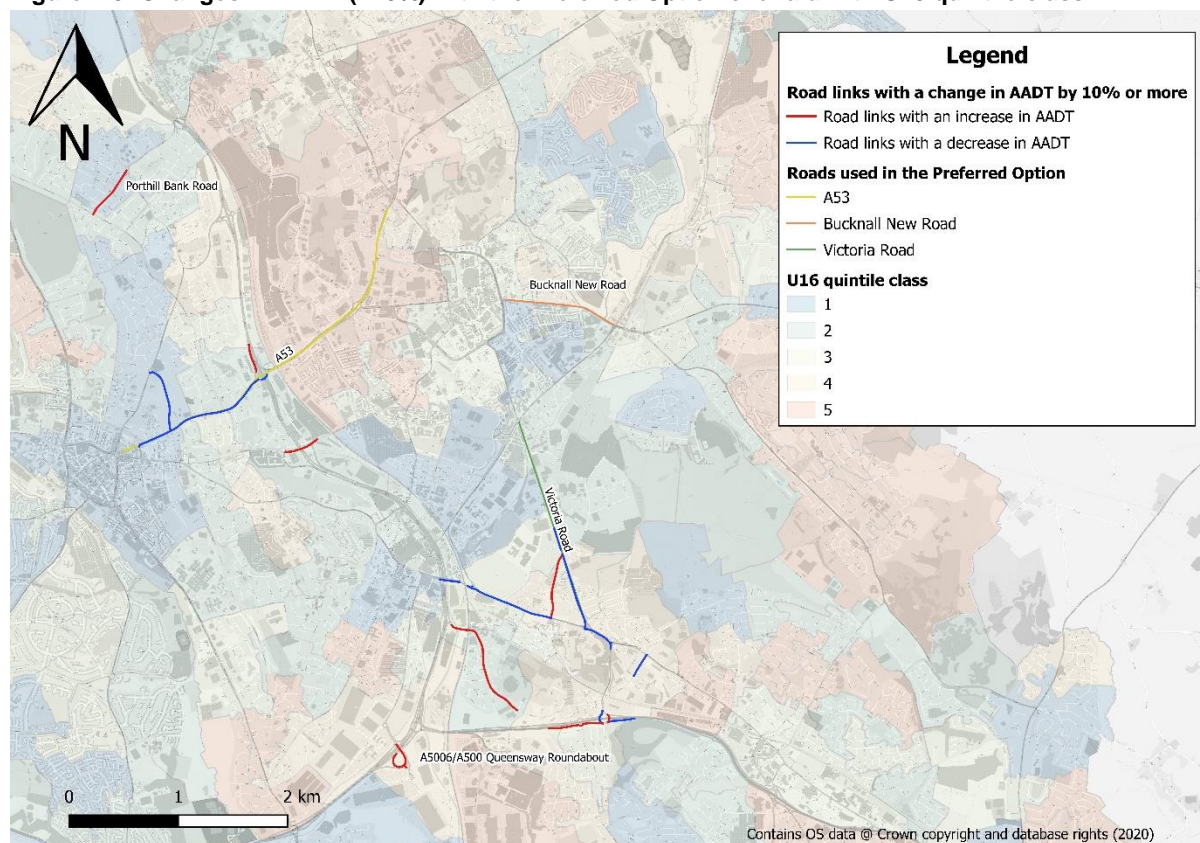 N
Legend
Road links with a change in AADT by 10% or more
Road links with an increase in AADT
Road links with a decrease in AADT
Roads used in the Preferred Option
A53
Bucknall New Road
Victoria Road
U16 quintile class
1
2
3
4
5
Porthill Bank Road
Bucknall New Road
A53
Victoria Road
A5006/A500 Queensway Roundabout
0 1 2 km
Contains OS data @ Crown copyright and database rights (2020)